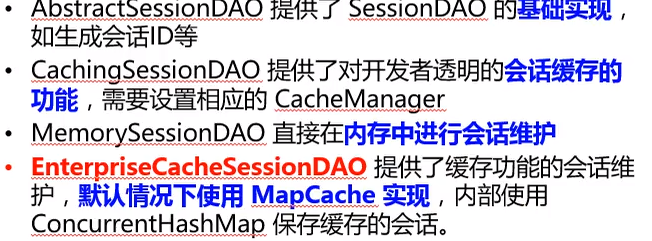 • AbstractSessionDAO 提供了 SessionDAO 的基础实现，
如生成会话ID等
• CachingSessionDAO 提供了对开发者透明的会话缓存的
功能，需要设置相应的 CacheManager
• MemorySessionDAO 直接在内存中进行会话维护
• EnterpriseCacheSessionDAO 提供了缓存功能的会话维
护，默认情况下使用 MapCache 实现，内部使用
ConcurrentHashMap 保存缓存的会话。